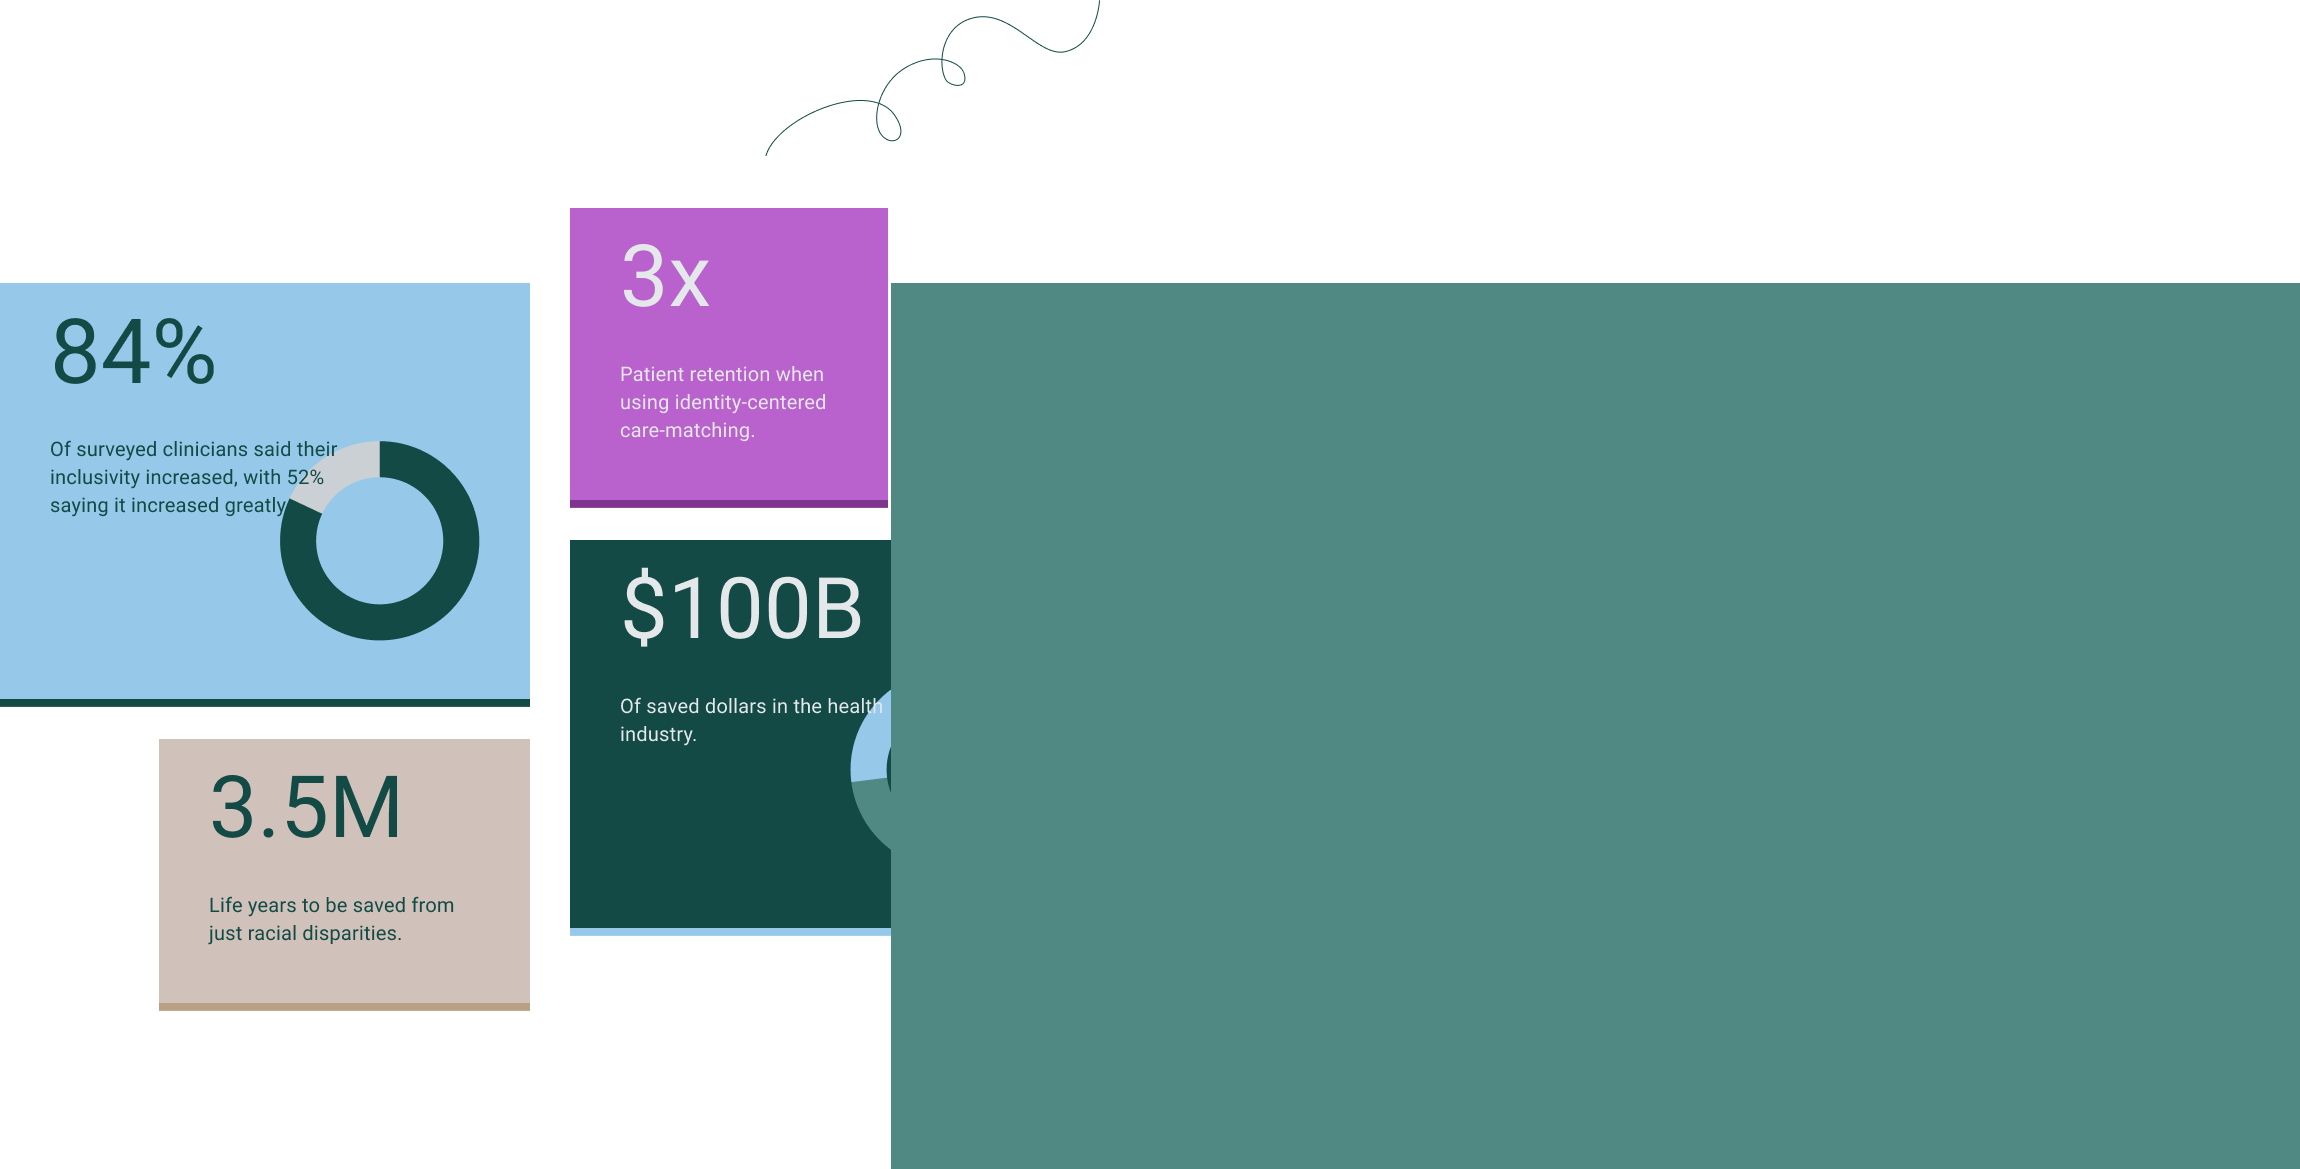 84%
Of surveyed clinicians said their
inclusivity increased, with 52%
saying it increased greatly
3x
Patient retention when
using identity-centered
care-matching.
$100B
Of saved dollars in the health
industry.
3.5M
Life years to be saved from
just racial disparities.